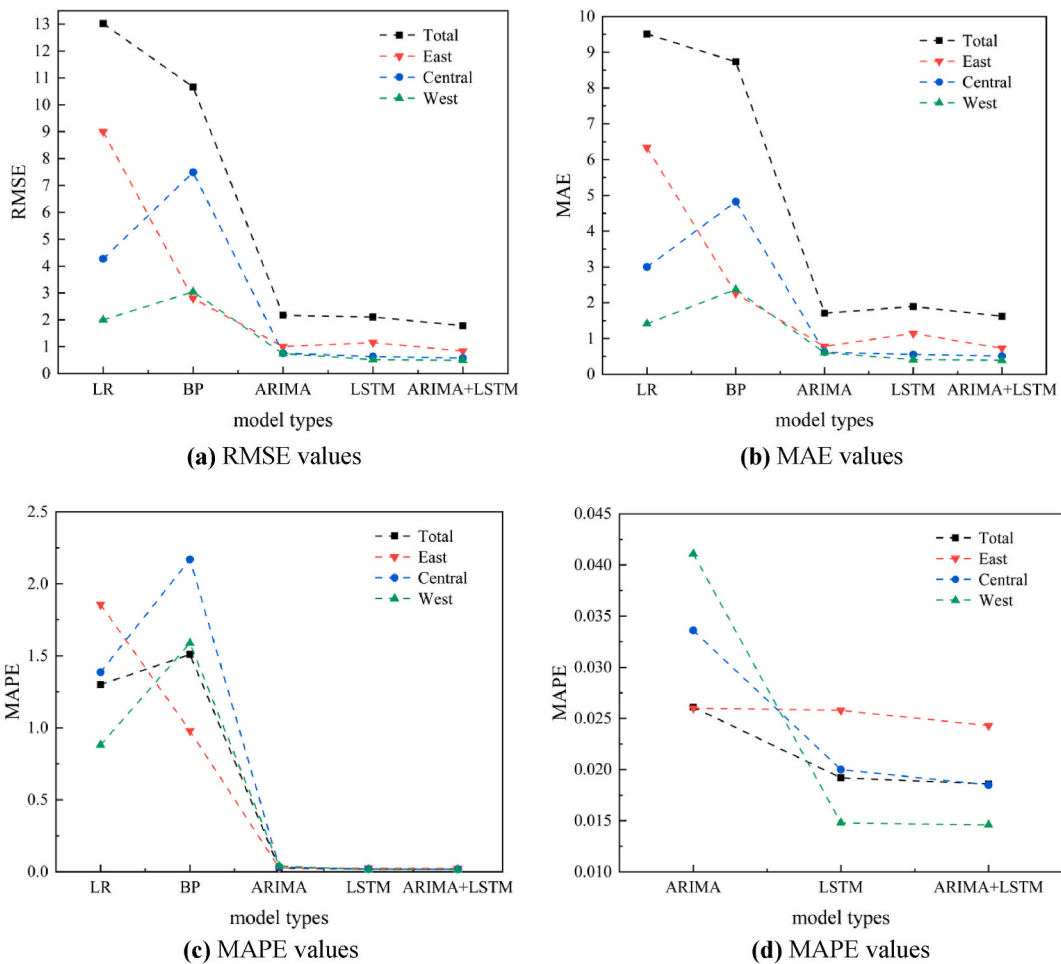 13
12
11
10
9
8
7
6
5
4
3
2
1
0
RMSE
Total
East
Central
West
LR BP ARIMA LSTM ARIMA+LSTM
model types
(a) RMSE values
10
9
8
7
6
5
4
3
2
1
0
MAE
Total
East
Central
West
LR BP ARIMA LSTM ARIMA+LSTM
model types
(b) MAE values
2.5
2.0
1.5
1.0
0.5
0.0
MAPE
Total
East
Central
West
LR BP ARIMA LSTM ARIMA+LSTM
model types
(c) MAPE values
0.045
0.040
0.035
0.030
0.025
0.020
0.015
0.010
MAPE
Total
East
Central
West
ARIMA LSTM ARIMA+LSTM
model types
(d) MAPE values